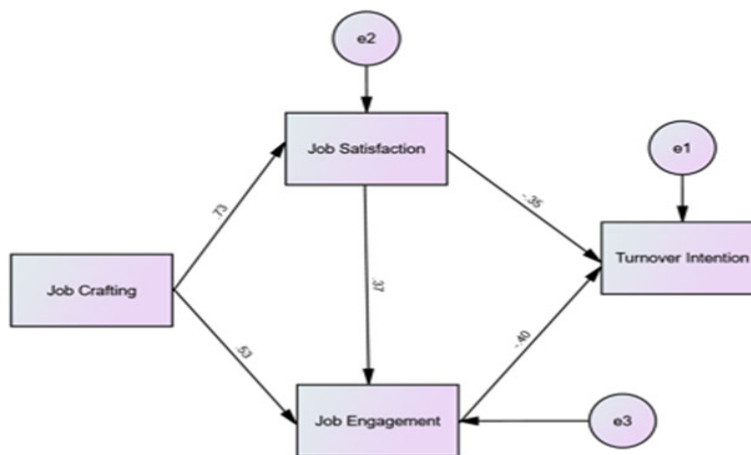 e2
Job Satisfaction
e1
.73
-.35
Turnover Intention
Job Crafting
.37
.53
-.40
Job Engagement
e3